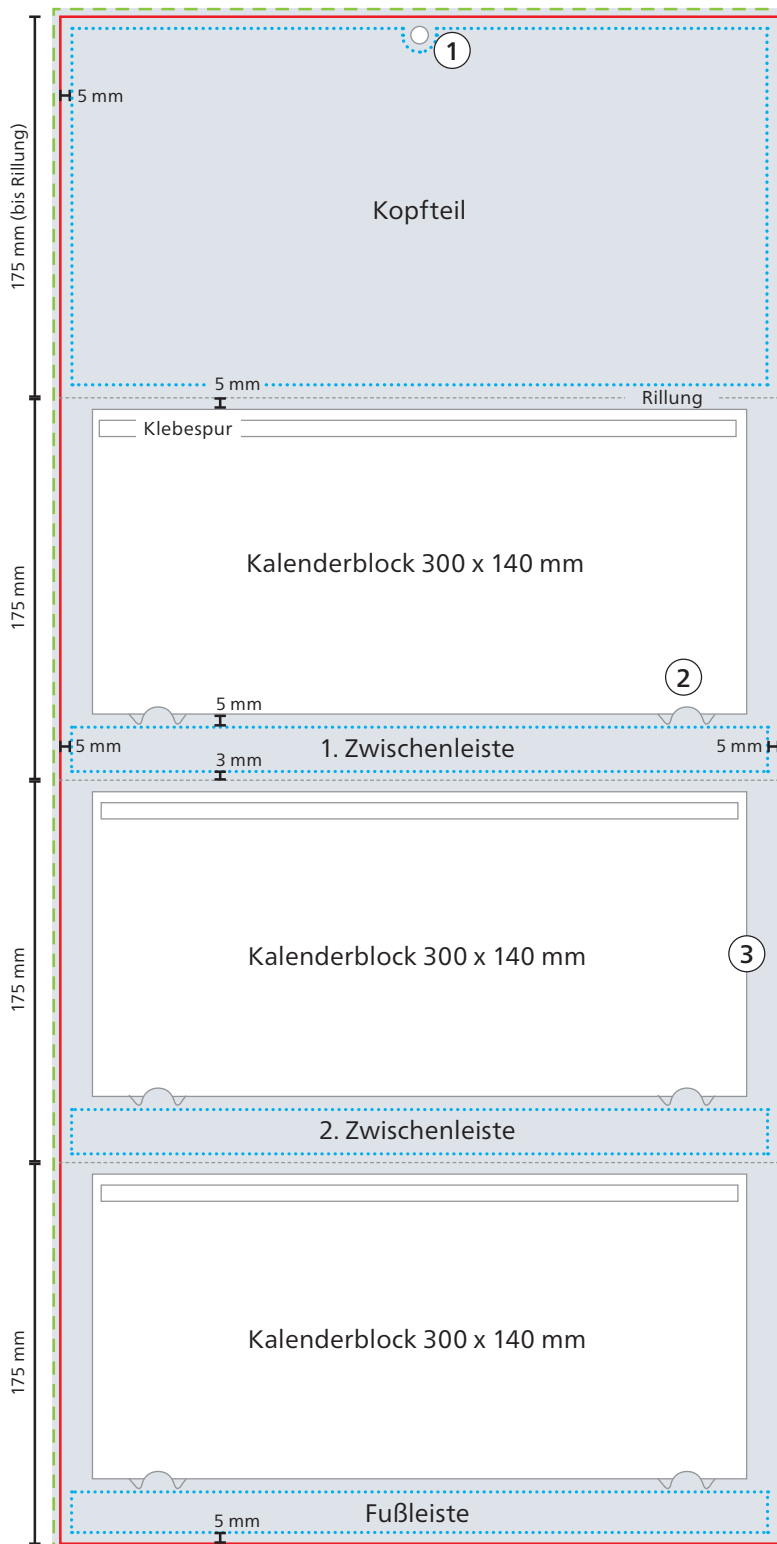 1
5 mm
175 mm (bis Rillung)
Kopfteil
5 mm
Rillung
Klebespur
Kalenderblock 300 x 140 mm
175 mm
2
5 mm
5 mm
1. Zwischenleiste
5 mm
3 mm
Kalenderblock 300 x 140 mm
3
175 mm
2. Zwischenleiste
Kalenderblock 300 x 140 mm
175 mm
Fußleiste
5 mm